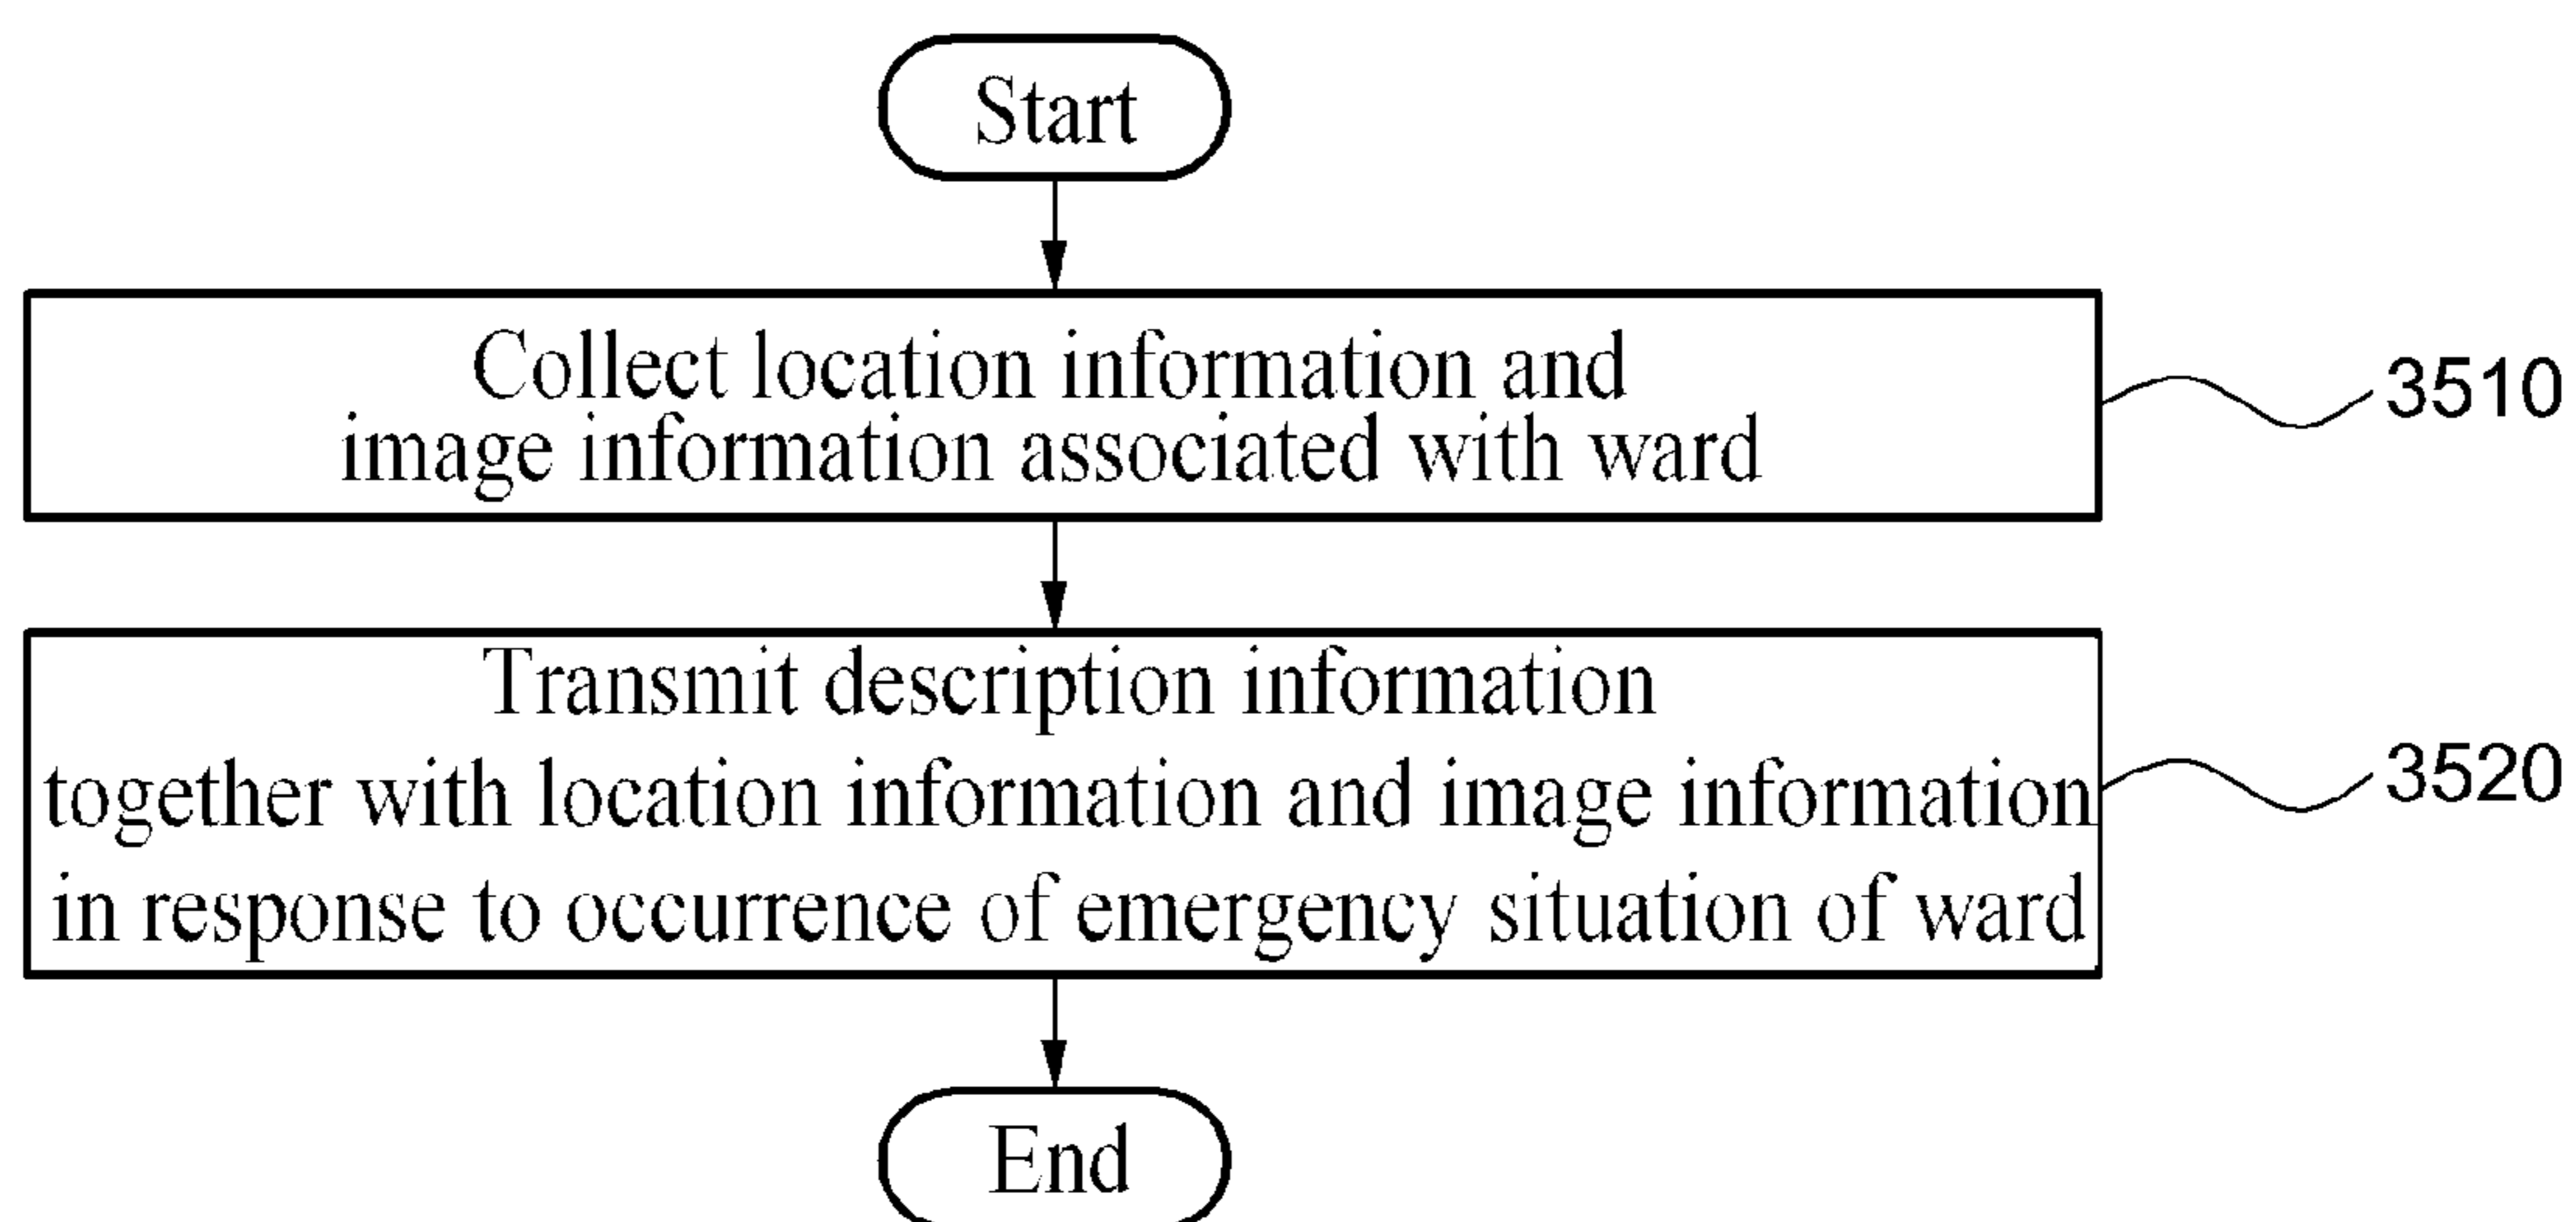 Start
Collect location information and
image information associated with ward
3510
Transmit description information
together with location information and image information
in response to occurrence of emergency situation of ward
3520
End